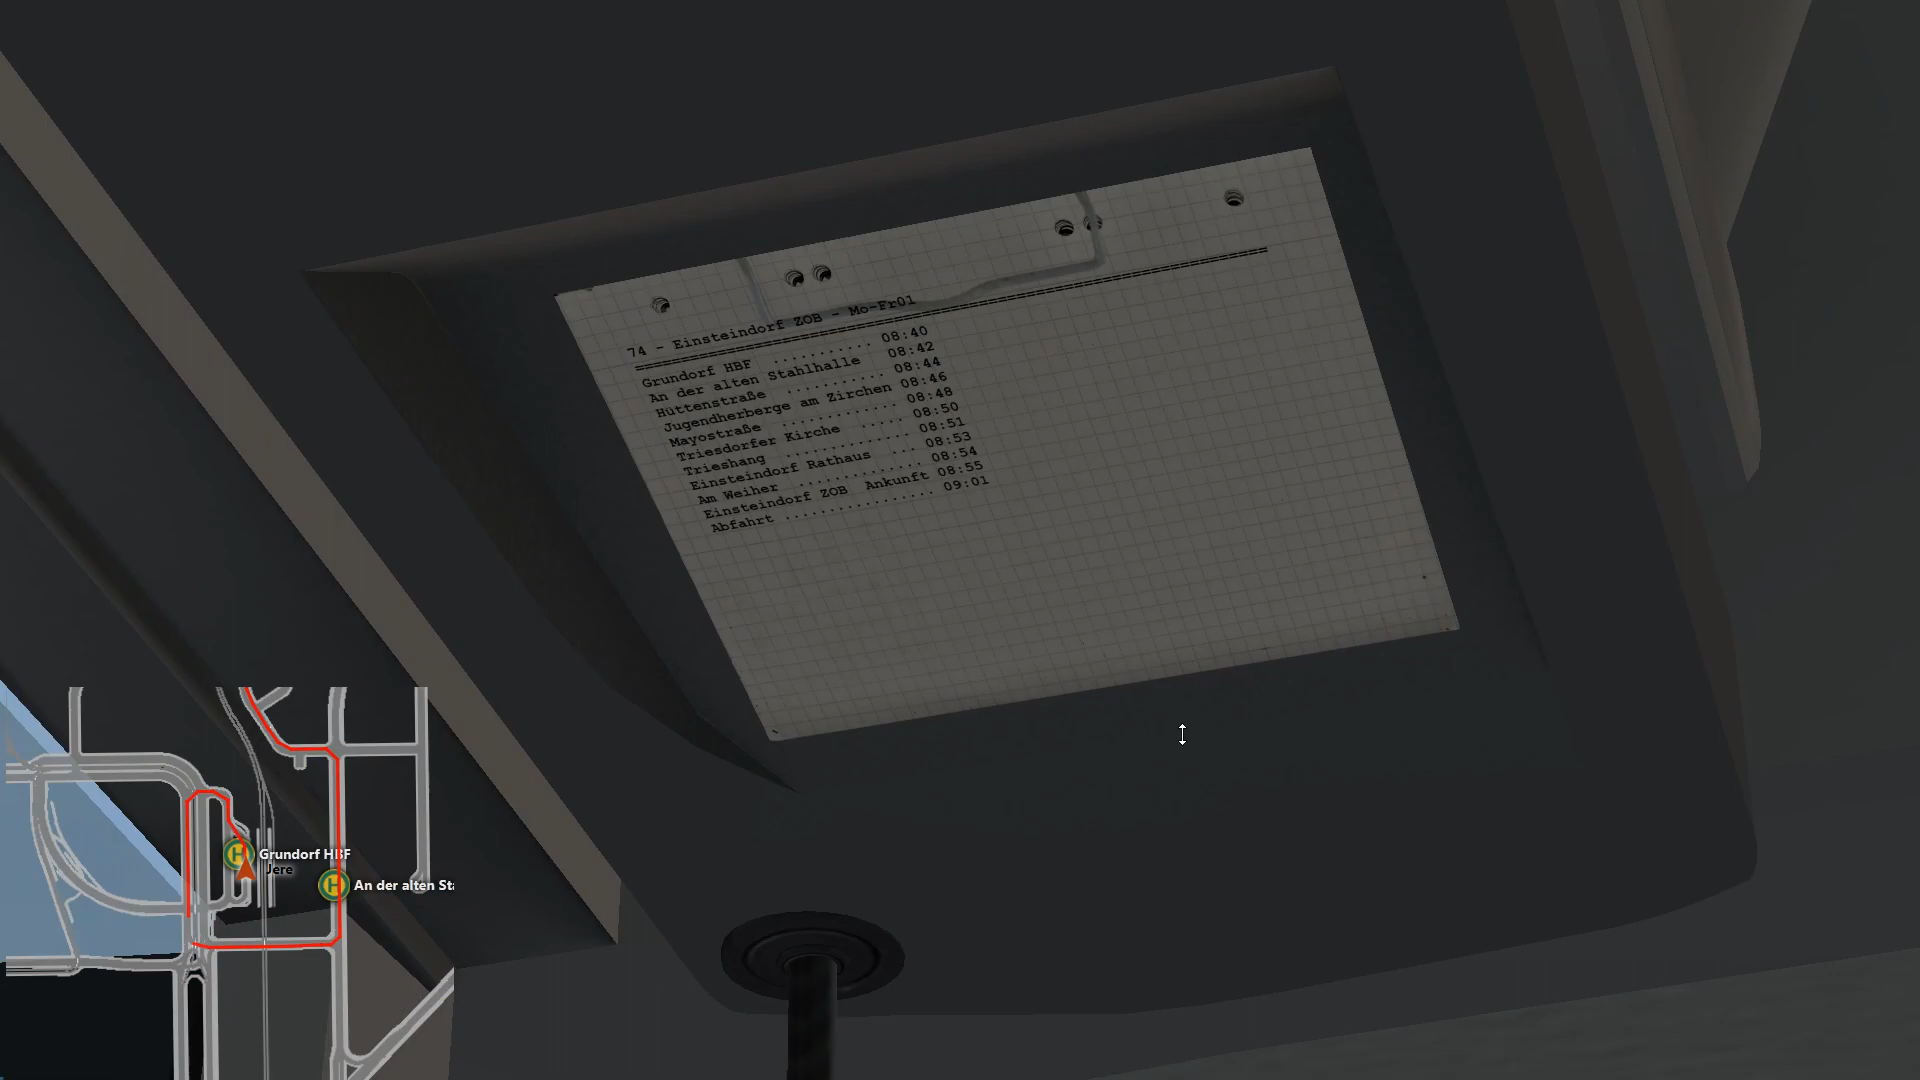 74 - Einsteindorf ZOB - Mo-Fr01
Grundorf HBF ........... 08:40
An der alten Stahlhalle 08:42
Hüttenstraße ........... 08:44
Jugendherberge am Zirchen 08:46
Mayostraße ............. 08:48
Triesdorfer Kirche ..... 08:50
Trieshang .............. 08:51
Einsteindorf Rathaus ... 08:53
Am Weiher .............. 08:54
Einsteindorf ZOB Ankunft 08:55
Abfahrt ................. 09:01
Grundorf HBF
Jere
An der alten Sta